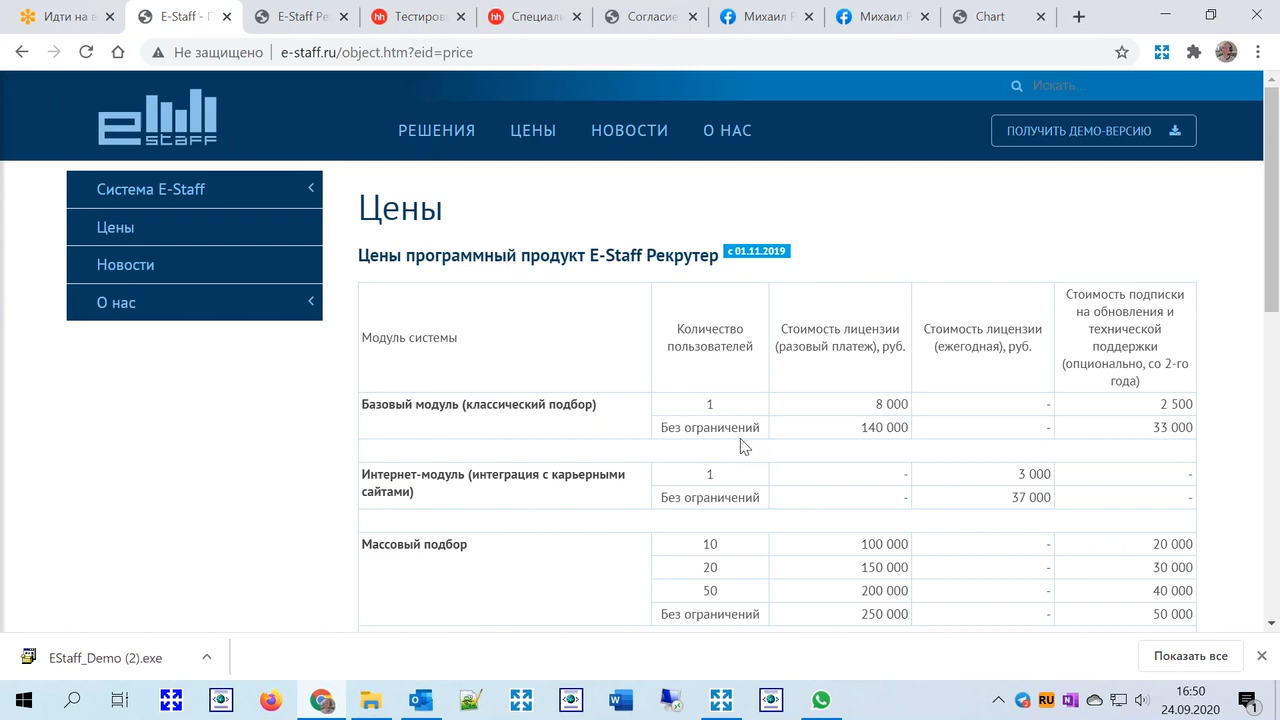 Идти на в
E-Staff - П
E-Staff Ре
Тестиров
Специали
Согласие
Михаил Р
Михаил Р
Chart
Не защищено
e-staff.ru/object.htm?eid=price
Искать...
e STAFF
РЕШЕНИЯ
ЦЕНЫ
НОВОСТИ
О НАС
ПОЛУЧИТЬ ДЕМО-ВЕРСИЮ
Система E-Staff
Цены
Новости
О нас
Цены
Цены программный продукт E-Staff Рекрутер с 01.11.2019
Модуль системы
Количество
пользователей
Стоимость лицензии
(разовый платеж), руб.
Стоимость лицензии
(ежегодная), руб.
Стоимость подписки
на обновления и
технической
поддержки
(опционально, со 2-го
года)
Базовый модуль (классический подбор) 1 8 000 - 2 500
Без ограничений 140 000 - 33 000
Интернет-модуль (интеграция с карьерными
сайтами)
1 - 3 000 -
Без ограничений - 37 000 -
Массовый подбор 10 100 000 - 20 000
20 150 000 - 30 000
50 200 000 - 40 000
Без ограничений 250 000 - 50 000
EStaff_Demo (2).exe
Показать все
RU
16:50
24.09.2020
1